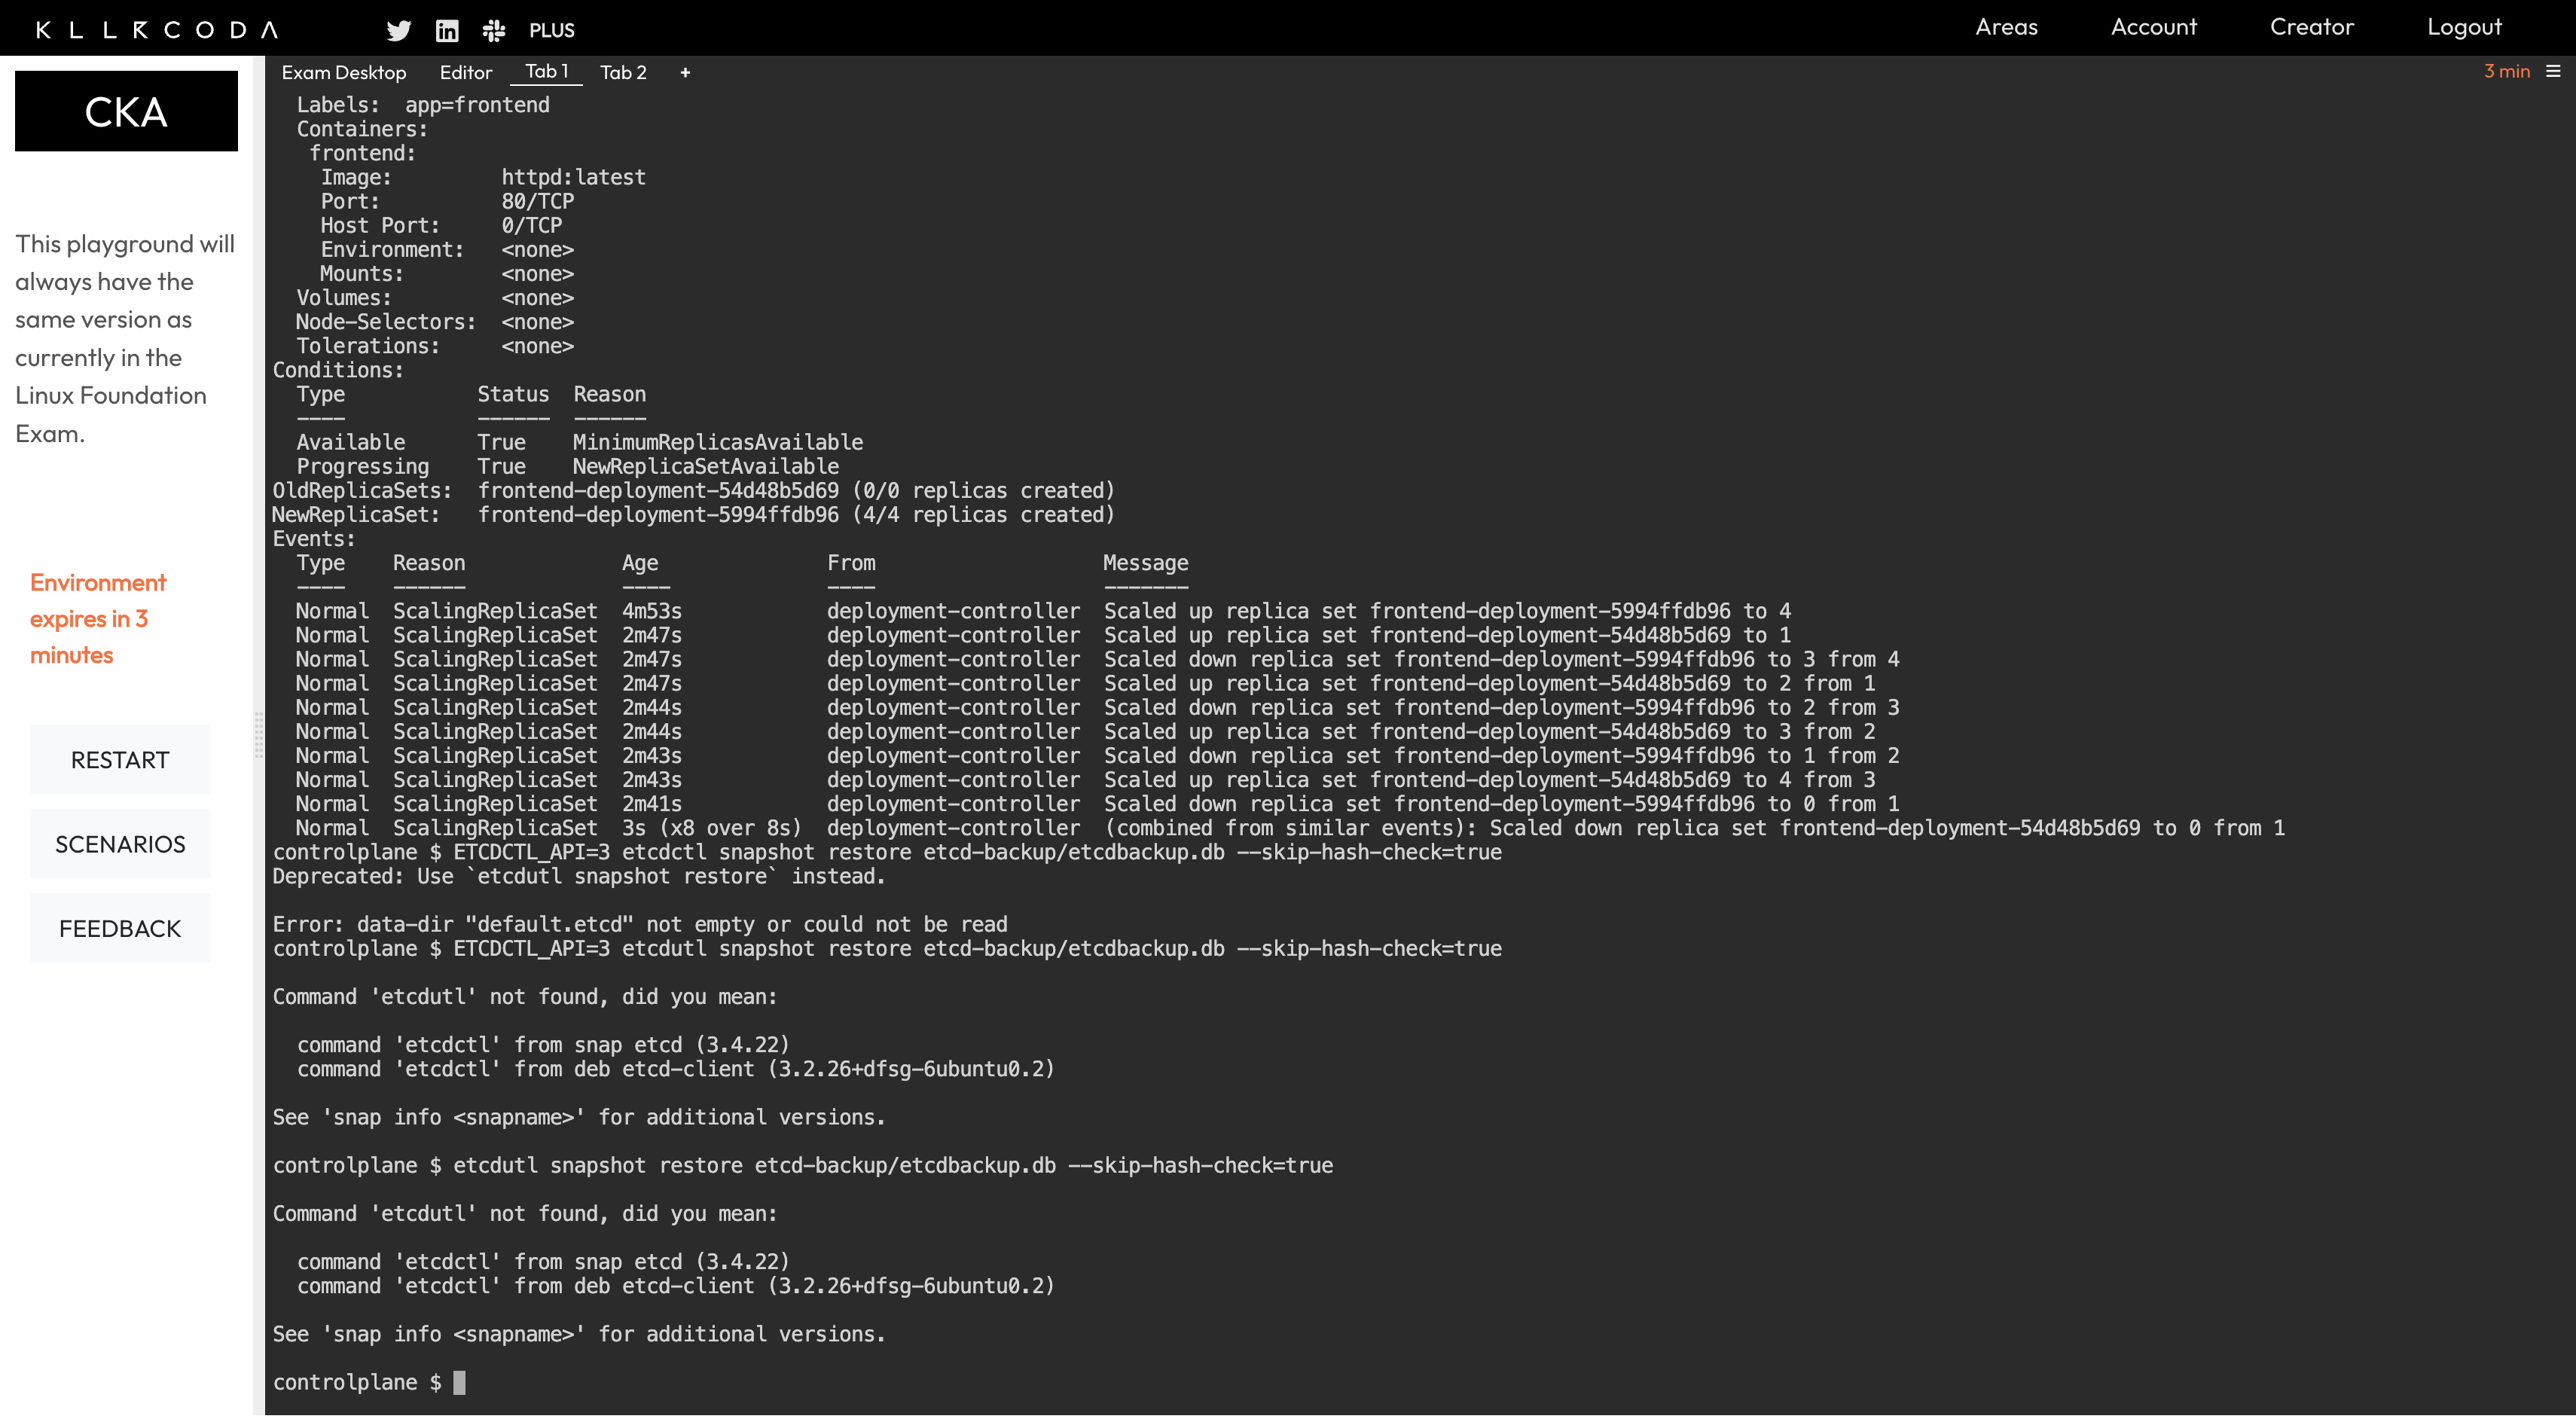 KLLRCODA PLUS Areas Account Creator Logout
CKA
This playground will
always have the
same version as
currently in the
Linux Foundation
Exam.
Environment
expires in 3
minutes
RESTART
SCENARIOS
FEEDBACK
Exam Desktop Editor Tab 1 Tab 2 + 3 min
Labels: app=frontend
Containers:
frontend:
Image: httpd:latest
Port: 80/TCP
Host Port: 0/TCP
Environment: <none>
Mounts: <none>
Volumes: <none>
Node-Selectors: <none>
Tolerations: <none>
Conditions:
Type Status Reason
---- ------ ------
Available True MinimumReplicasAvailable
Progressing True NewReplicaSetAvailable
OldReplicaSets: frontend-deployment-54d48b5d69 (0/0 replicas created)
NewReplicaSet: frontend-deployment-5994ffdb96 (4/4 replicas created)
Events:
Type Reason Age From Message
---- ------ ---- ---- -------
Normal ScalingReplicaSet 4m53s deployment-controller Scaled up replica set frontend-deployment-5994ffdb96 to 4
Normal ScalingReplicaSet 2m47s deployment-controller Scaled up replica set frontend-deployment-54d48b5d69 to 1
Normal ScalingReplicaSet 2m47s deployment-controller Scaled down replica set frontend-deployment-5994ffdb96 to 3 from 4
Normal ScalingReplicaSet 2m47s deployment-controller Scaled up replica set frontend-deployment-54d48b5d69 to 2 from 1
Normal ScalingReplicaSet 2m44s deployment-controller Scaled down replica set frontend-deployment-5994ffdb96 to 2 from 3
Normal ScalingReplicaSet 2m44s deployment-controller Scaled up replica set frontend-deployment-54d48b5d69 to 3 from 2
Normal ScalingReplicaSet 2m43s deployment-controller Scaled down replica set frontend-deployment-5994ffdb96 to 1 from 2
Normal ScalingReplicaSet 2m43s deployment-controller Scaled up replica set frontend-deployment-54d48b5d69 to 4 from 3
Normal ScalingReplicaSet 2m41s deployment-controller Scaled down replica set frontend-deployment-5994ffdb96 to 0 from 1
Normal ScalingReplicaSet 3s (x8 over 8s) deployment-controller (combined from similar events): Scaled down replica set frontend-deployment-54d48b5d69 to 0 from 1
controlplane $ ETCDCTL_API=3 etcdctl snapshot restore etcd-backup/etcdbackup.db --skip-hash-check=true
Deprecated: Use `etcdutl snapshot restore` instead.
Error: data-dir "default.etcd" not empty or could not be read
controlplane $ ETCDCTL_API=3 etcdutl snapshot restore etcd-backup/etcdbackup.db --skip-hash-check=true
Command 'etcdutl' not found, did you mean:
command 'etcdctl' from snap etcd (3.4.22)
command 'etcdctl' from deb etcd-client (3.2.26+dfsg-6ubuntu0.2)
See 'snap info <snapname>' for additional versions.
controlplane $ etcdutl snapshot restore etcd-backup/etcdbackup.db --skip-hash-check=true
Command 'etcdutl' not found, did you mean:
command 'etcdctl' from snap etcd (3.4.22)
command 'etcdctl' from deb etcd-client (3.2.26+dfsg-6ubuntu0.2)
See 'snap info <snapname>' for additional versions.
controlplane $